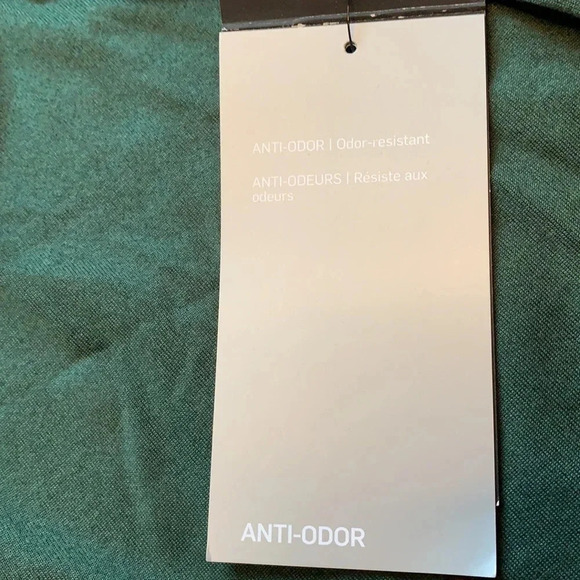 ANTI-ODOR | Odor-resistant
ANTI-ODEURS | Résiste aux
odeurs
ANTI-ODOR